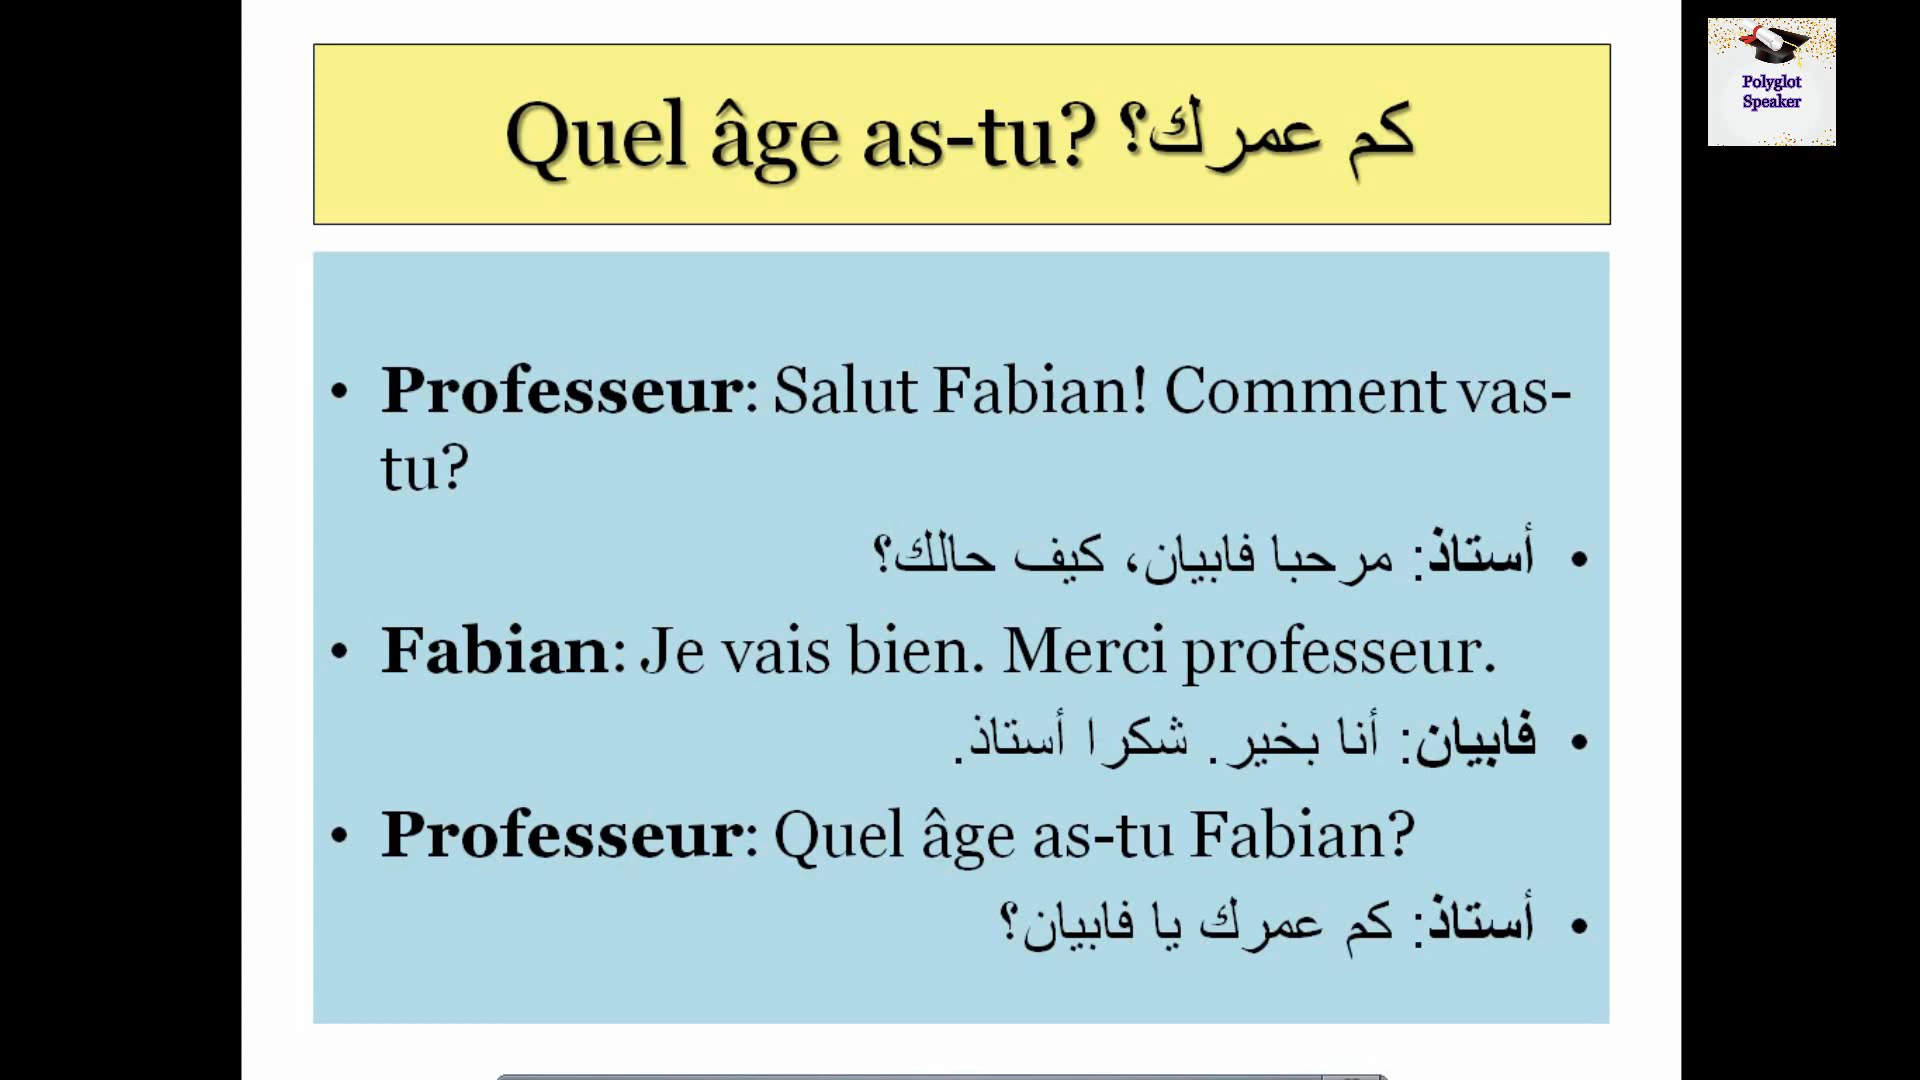 Quel âge as-tu? كم عمرك؟
Polyglot
Speaker
• Professeur: Salut Fabian! Comment vas-
tu?
• أستاذ: مرحبا فابيان، كيف حالك؟
• Fabian: Je vais bien. Merci professeur.
• فابيان: أنا بخير. شكرا أستاذ.
• Professeur: Quel âge as-tu Fabian?
• أستاذ: كم عمرك يا فابيان؟